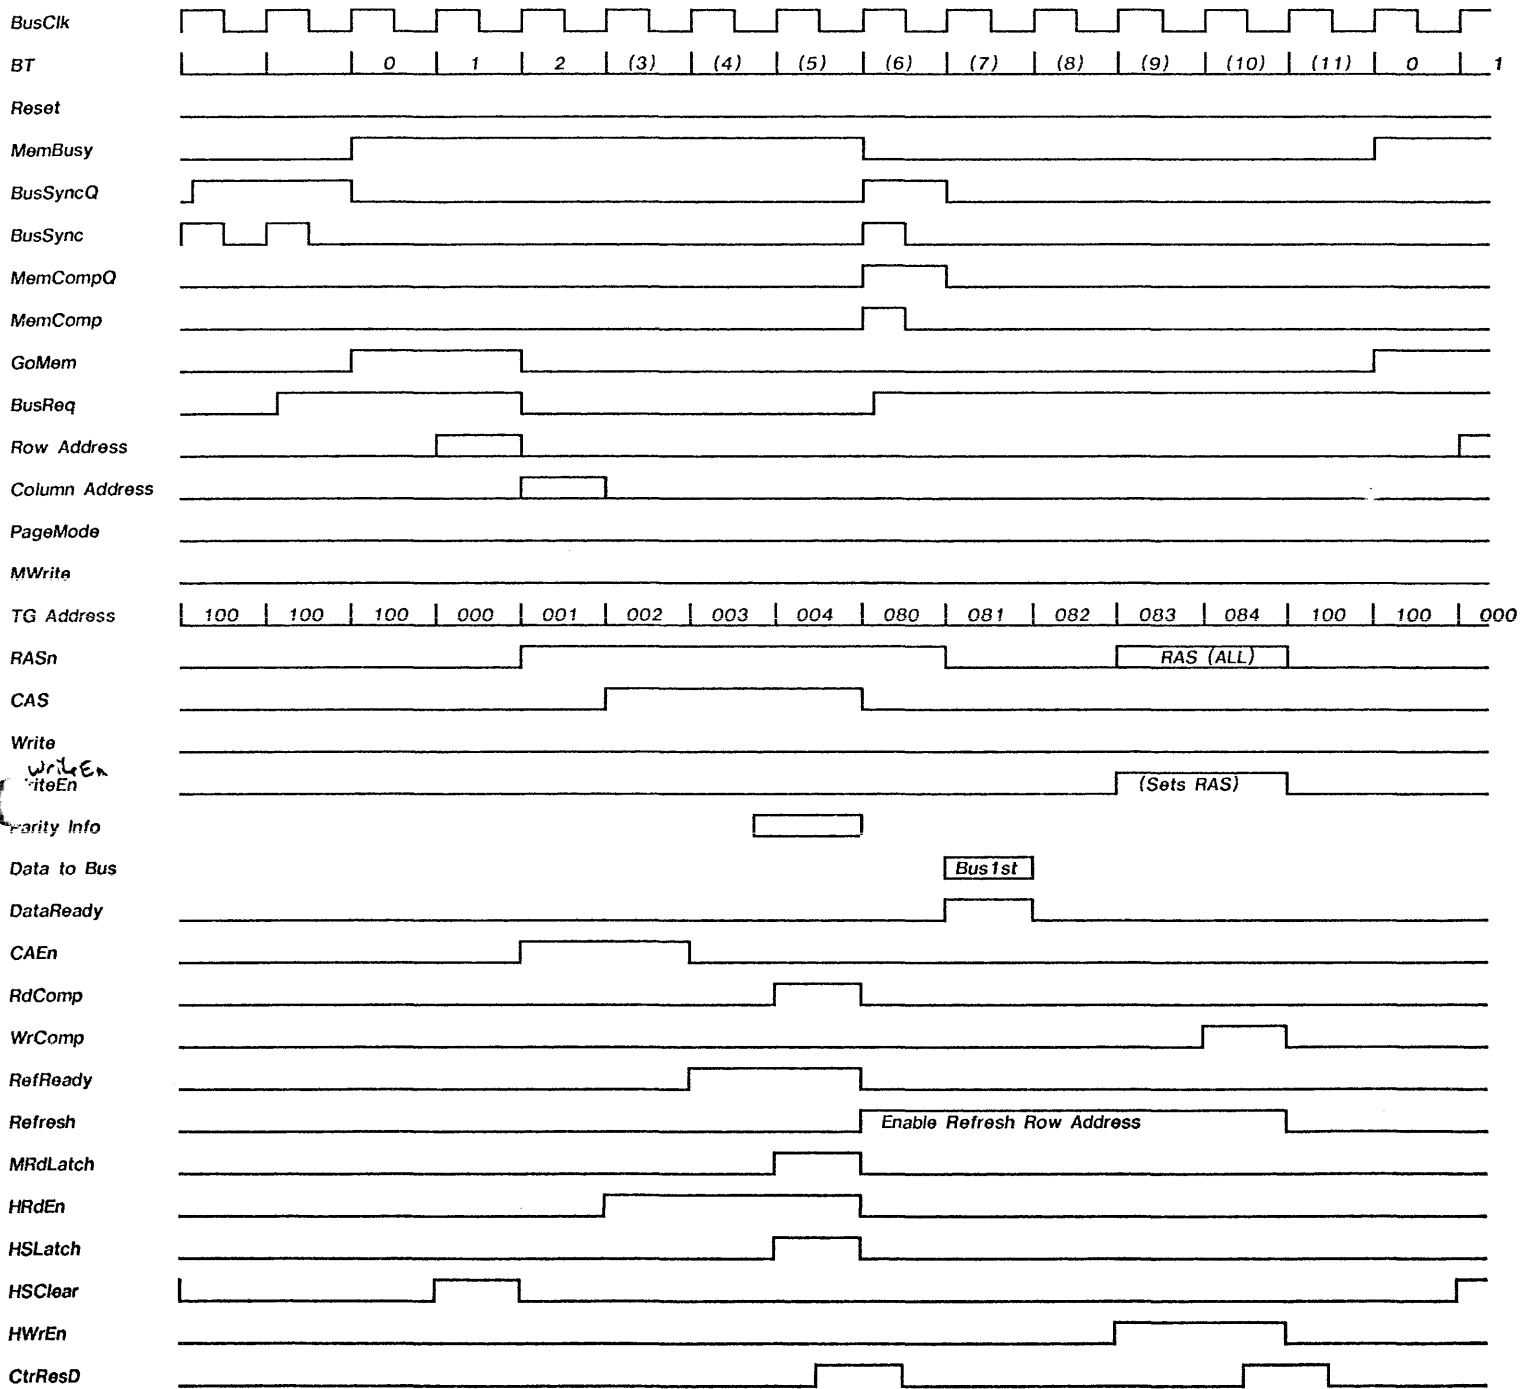 BusClk
BT 0 1 2 (3) (4) (5) (6) (7) (8) (9) (10) (11) 0 1
Reset
MemBusy
BusSyncQ
BusSync
MemCompQ
MemComp
GoMem
BusReq
Row Address
Column Address
PageMode
MWrite
TG Address 100 100 100 000 001 002 003 004 080 081 082 083 084 100 100 000
RASn RAS (ALL)
CAS
Write
WriteEn
iteEn (Sets RAS)
Parity Info
Data to Bus Bus1st
DataReady
CAEn
RdComp
WrComp
RefReady
Refresh Enable Refresh Row Address
MRdLatch
HRdEn
HSLatch
HSClear
HWrEn
CtrResD